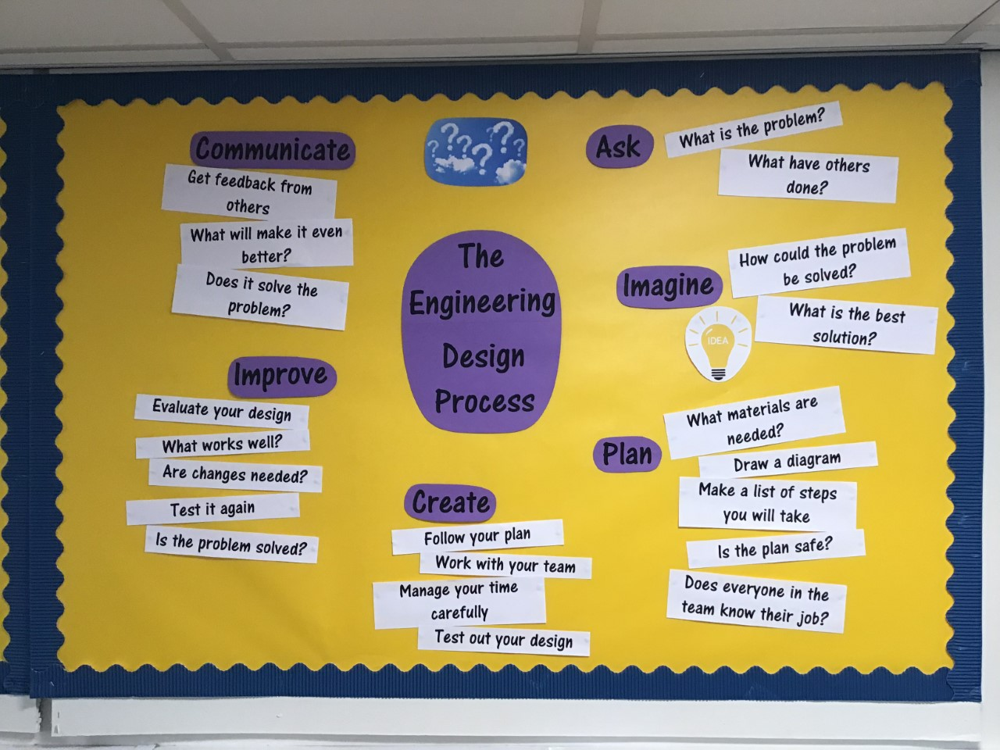 The
Engineering
Design
Process
Ask
What is the problem?
What have others
done?
Imagine
How could the problem
be solved?
What is the best
solution?
IDEA
Plan
What materials are
needed?
Draw a diagram
Make a list of steps
you will take
Is the plan safe?
Does everyone in the
team know their job?
Create
Follow your plan
Work with your team
Manage your time
carefully
Test out your design
Improve
Evaluate your design
What works well?
Are changes needed?
Test it again
Is the problem solved?
Communicate
Get feedback from
others
What will make it even
better?
Does it solve the
problem?
? ? ? ? ? ?